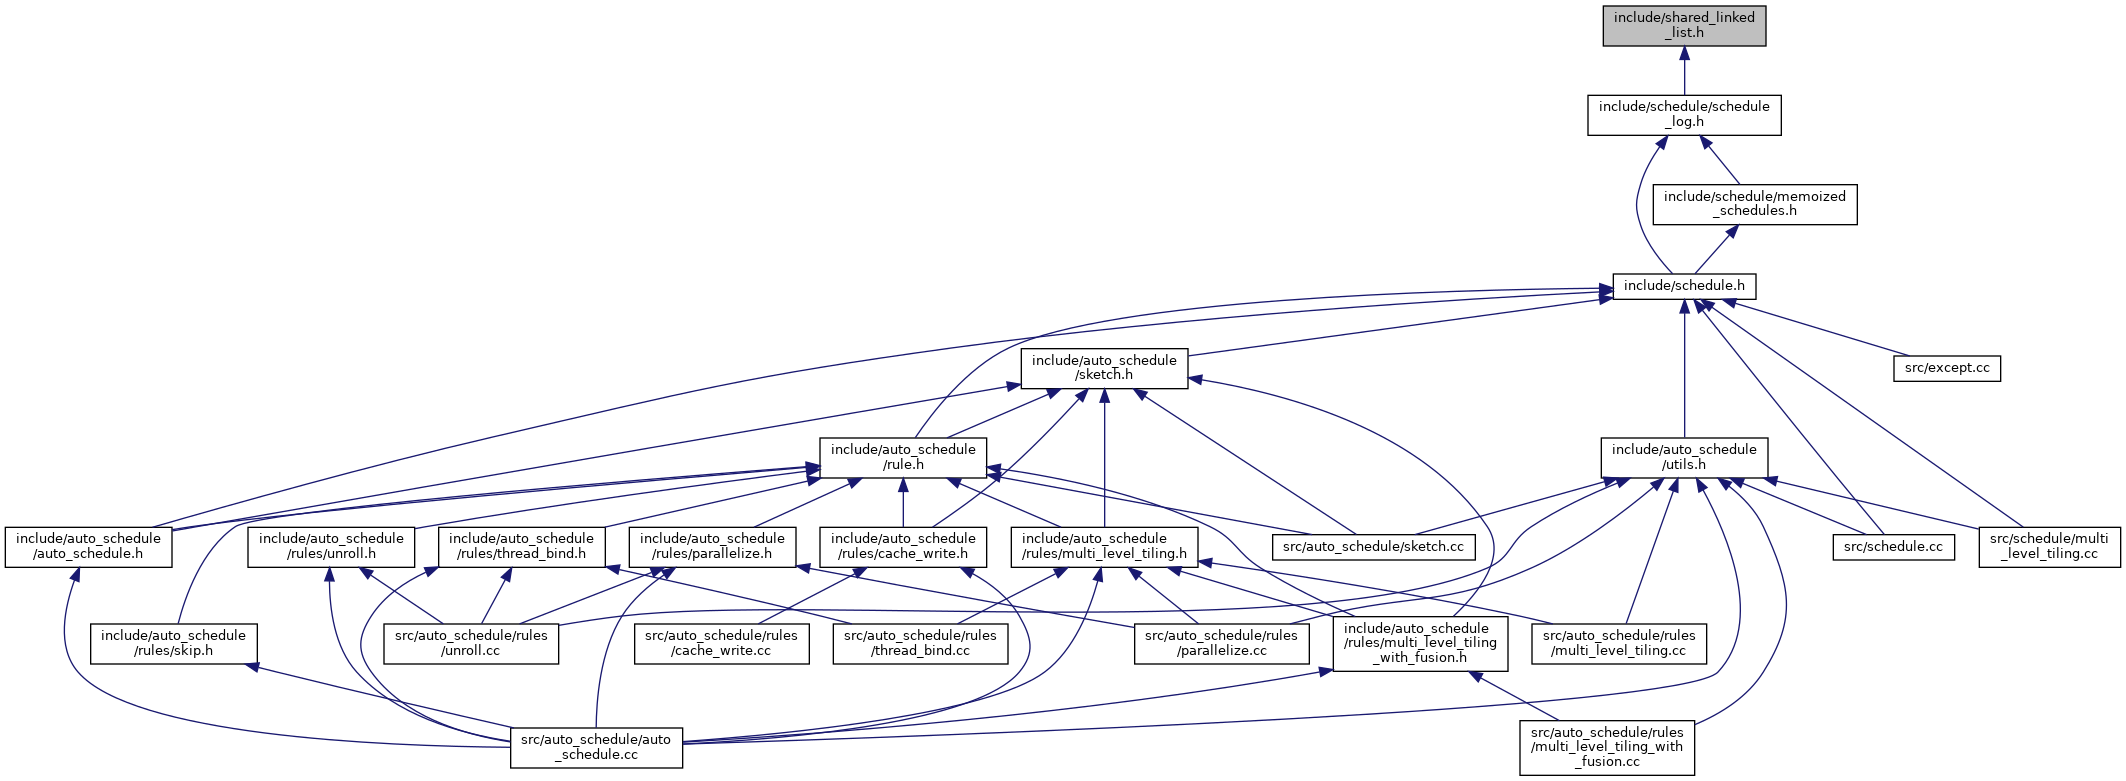 include/shared_linked
_list.h
include/schedule/schedule
_log.h
include/schedule/memoized
_schedules.h
include/schedule.h
include/auto_schedule
/sketch.h
src/except.cc
include/auto_schedule
/rule.h
include/auto_schedule
/utils.h
include/auto_schedule
/auto_schedule.h
include/auto_schedule
/rules/unroll.h
include/auto_schedule
/rules/thread_bind.h
include/auto_schedule
/rules/parallelize.h
include/auto_schedule
/rules/cache_write.h
include/auto_schedule
/rules/multi_level_tiling.h
src/auto_schedule/sketch.cc
src/schedule.cc
src/schedule/multi
_level_tiling.cc
include/auto_schedule
/rules/skip.h
src/auto_schedule/rules
/unroll.cc
src/auto_schedule/rules
/cache_write.cc
src/auto_schedule/rules
/thread_bind.cc
src/auto_schedule/rules
/parallelize.cc
include/auto_schedule
/rules/multi_level_tiling
_with_fusion.h
src/auto_schedule/rules
/multi_level_tiling.cc
src/auto_schedule/auto
_schedule.cc
src/auto_schedule/rules
/multi_level_tiling_with
_fusion.cc